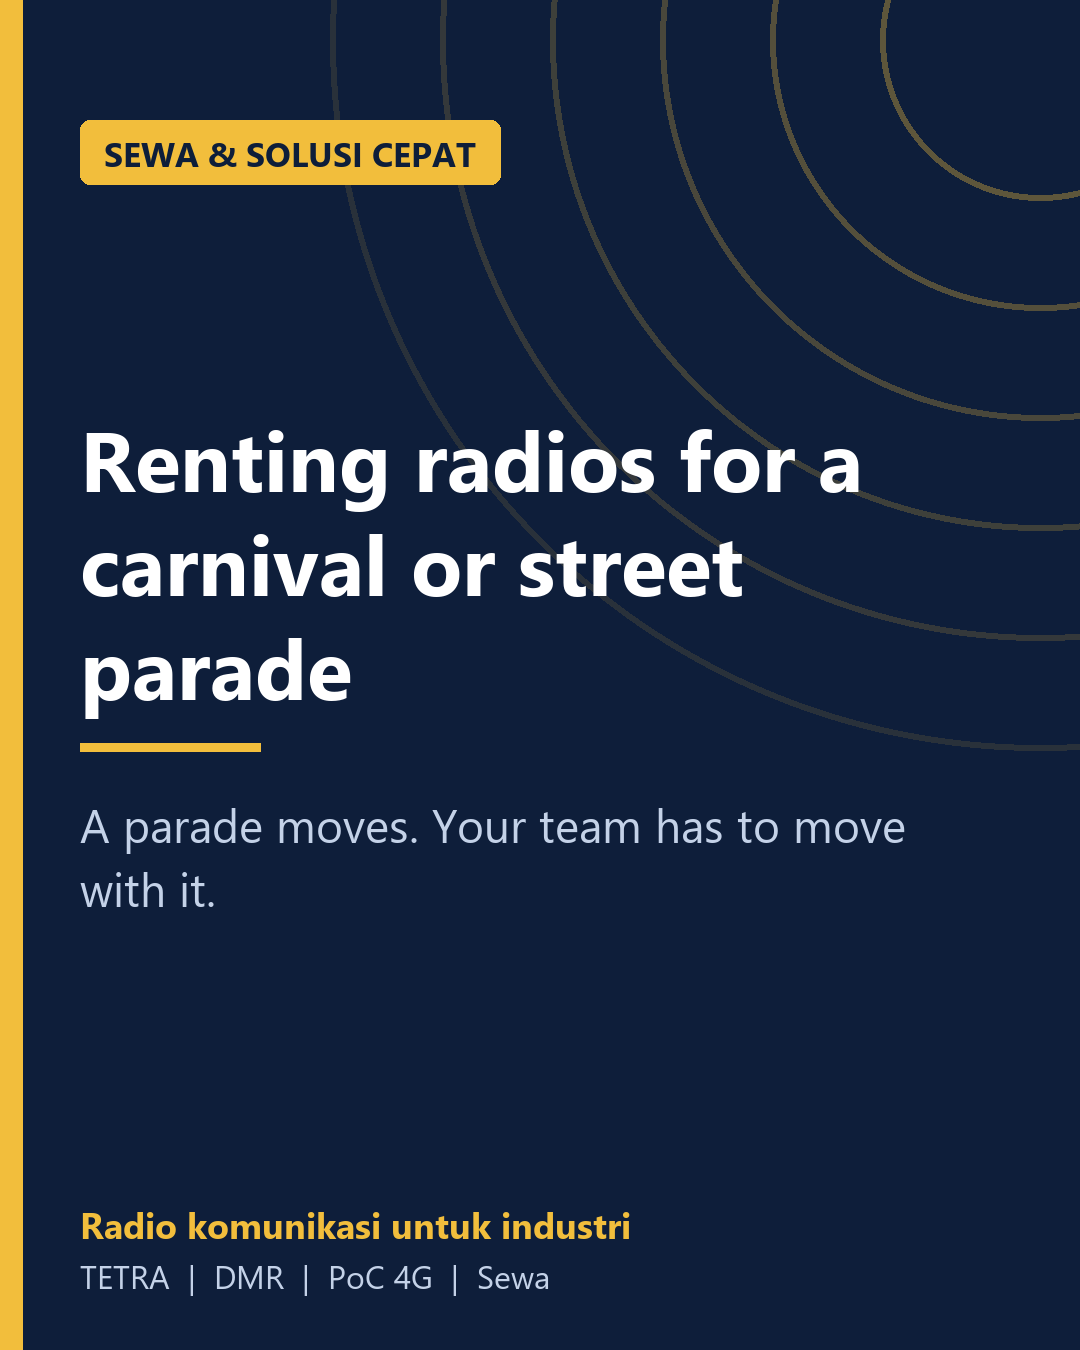 SEWA & SOLUSI CEPAT
Renting radios for a
carnival or street
parade
A parade moves. Your team has to move
with it.
Radio komunikasi untuk industri
TETRA | DMR | PoC 4G | Sewa